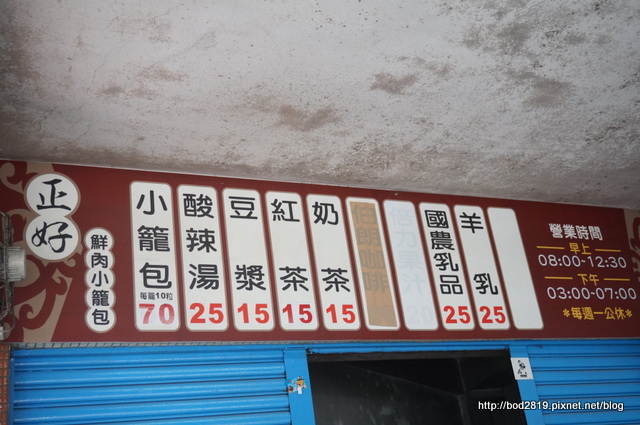 正好
鮮肉小籠包
小籠包
每籠10粒
70
酸辣湯
25
豆漿
15
紅茶
15
奶茶
15
國農乳品
25
羊乳
25
營業時間
早上
08:00-12:30
下午
03:00-07:00
*每週一公休*
http://bod2819.pixnet.net/blog